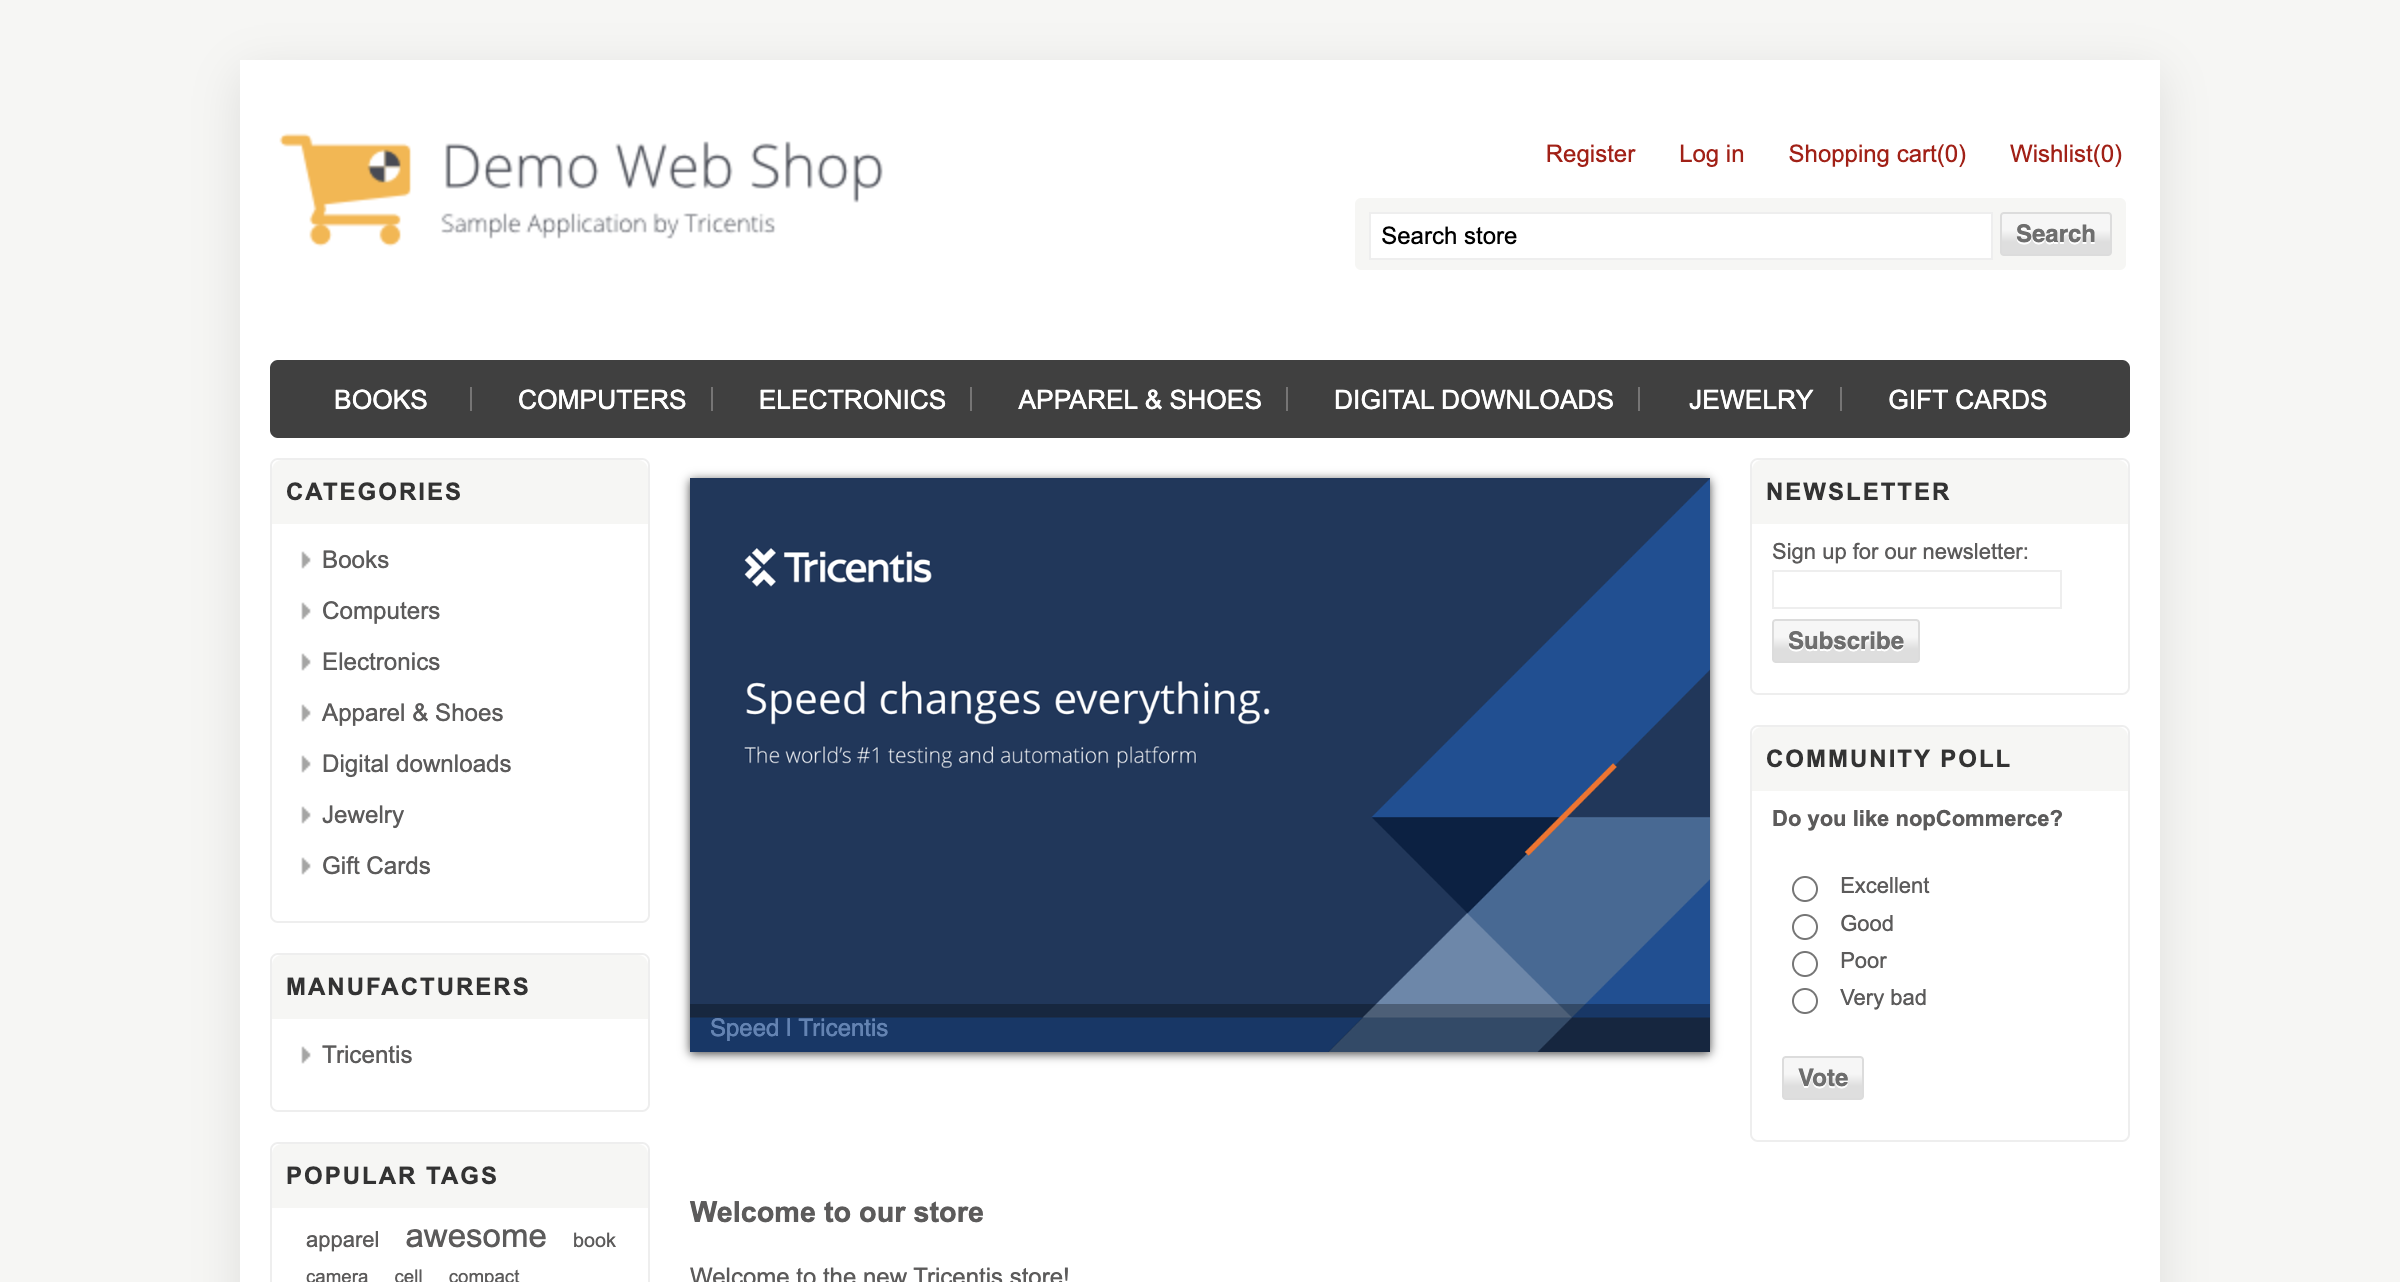 Demo Web Shop
Sample Application by Tricentis
Register Log in Shopping cart(0) Wishlist(0)
Search store Search
BOOKS COMPUTERS ELECTRONICS APPAREL & SHOES DIGITAL DOWNLOADS JEWELRY GIFT CARDS
CATEGORIES
Books
Computers
Electronics
Apparel & Shoes
Digital downloads
Jewelry
Gift Cards
MANUFACTURERS
Tricentis
POPULAR TAGS
apparel awesome book
camera cell compact
Tricentis
Speed changes everything.
The world's #1 testing and automation platform
Speed I Tricentis
Welcome to our store
Welcome to the new Tricentis store!
NEWSLETTER
Sign up for our newsletter:
Subscribe
COMMUNITY POLL
Do you like nopCommerce?
Excellent
Good
Poor
Very bad
Vote